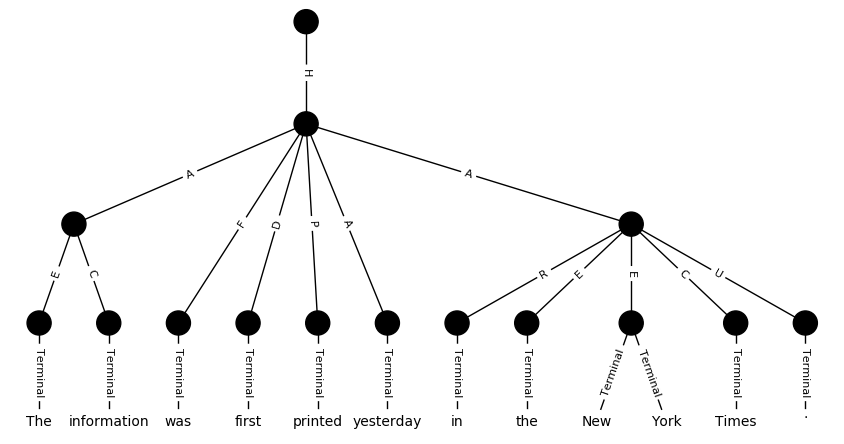 H
A A
F D P A
E C R E E C U
Terminal Terminal Terminal Terminal Terminal Terminal Terminal Terminal Terminal Terminal Terminal Terminal
The information was first printed yesterday in the New York Times .